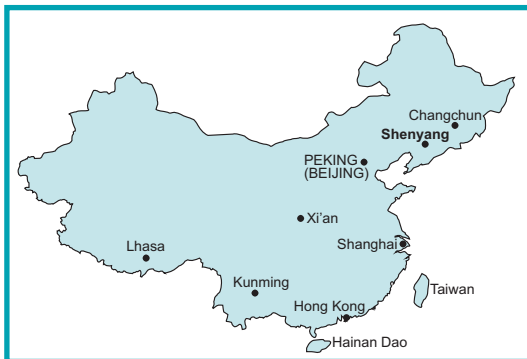 Changchun
Shenyang
PEKING
(BEIJING)
Xi'an
Shanghai
Lhasa
Kunming
Taiwan
Hong Kong
Hainan Dao